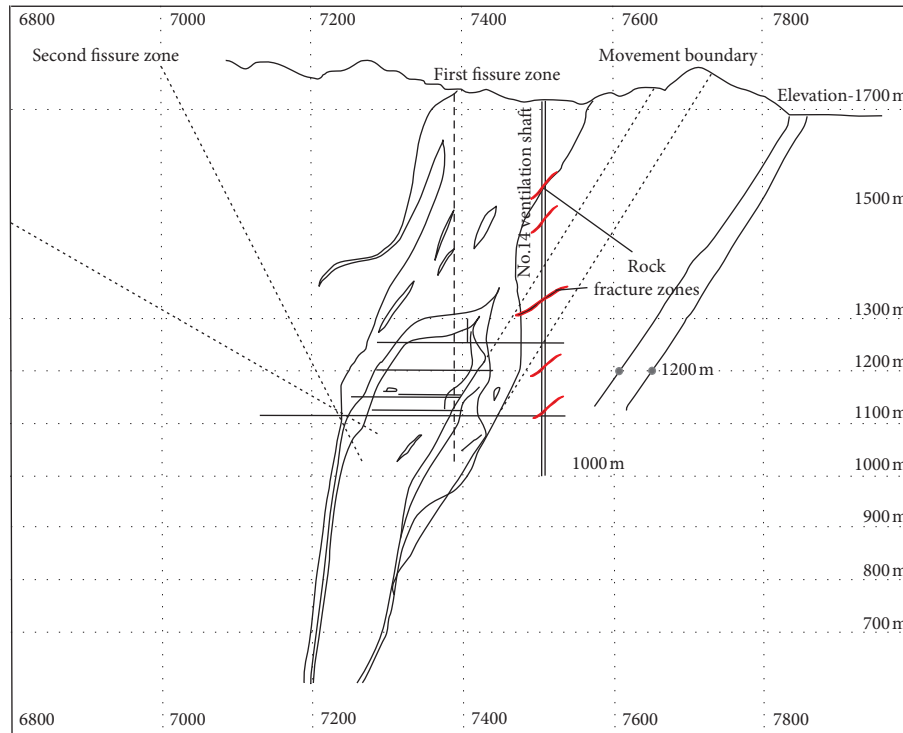 6800 7000 7200 7400 7600 7800
Second fissure zone
First fissure zone
Movement boundary
Elevation-1700 m
No.14 ventilation shaft
1500 m
Rock
fracture zones
1300 m
1200 m
1200 m
1100 m
1000 m
1000 m
900 m
800 m
700 m
6800 7000 7200 7400 7600 7800